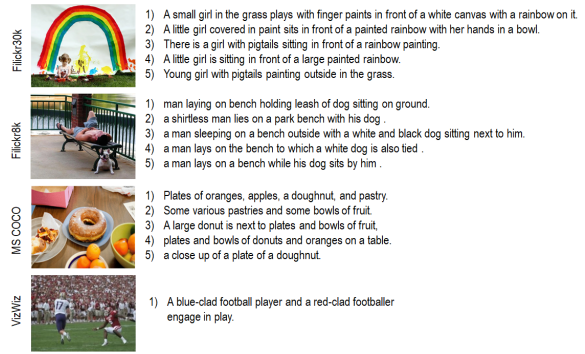 Filickr30k
1) A small girl in the grass plays with finger paints in front of a white canvas with a rainbow on it.
2) A little girl covered in paint sits in front of a painted rainbow with her hands in a bowl.
3) There is a girl with pigtails sitting in front of a rainbow painting.
4) A little girl is sitting in front of a large painted rainbow.
5) Young girl with pigtails painting outside in the grass.
Filickr8k
1) man laying on bench holding leash of dog sitting on ground.
2) a shirtless man lies on a park bench with his dog .
3) a man sleeping on a bench outside with a white and black dog sitting next to him.
4) a man lays on the bench to which a white dog is also tied .
5) a man lays on a bench while his dog sits by him .
MS COCO
1) Plates of oranges, apples, a doughnut, and pastry.
2) Some various pastries and some bowls of fruit.
3) A large donut is next to plates and bowls of fruit,
4) plates and bowls of donuts and oranges on a table.
5) a close up of a plate of a doughnut.
VizWiz
17
1) A blue-clad football player and a red-clad footballer
engage in play.